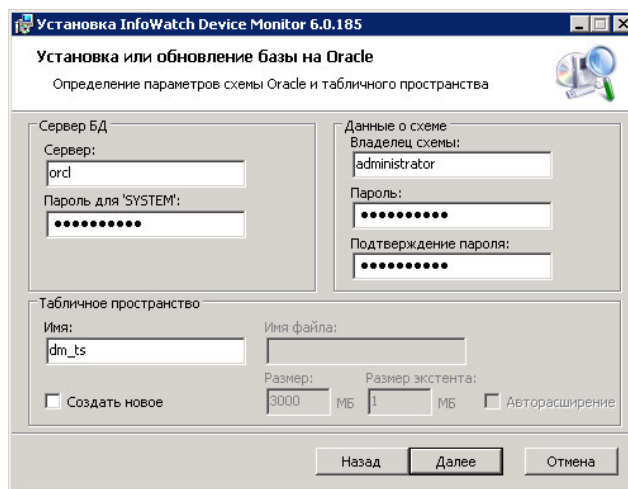 Установка InfoWatch Device Monitor 6.0.185
Установка или обновление базы на Oracle
Определение параметров схемы Oracle и табличного пространства
Сервер БД
Сервер:
orcl
Пароль для 'SYSTEM':
●●●●●●●●●●
Данные о схеме
Владелец схемы:
administrator
Пароль:
●●●●●●●●●●
Подтверждение пароля:
●●●●●●●●●●
Табличное пространство
Имя:
dm_ts
Имя файла:
Создать новое
Размер:
3000 МБ
Размер экстента:
1 МБ
Авторасширение
Назад Далее Отмена